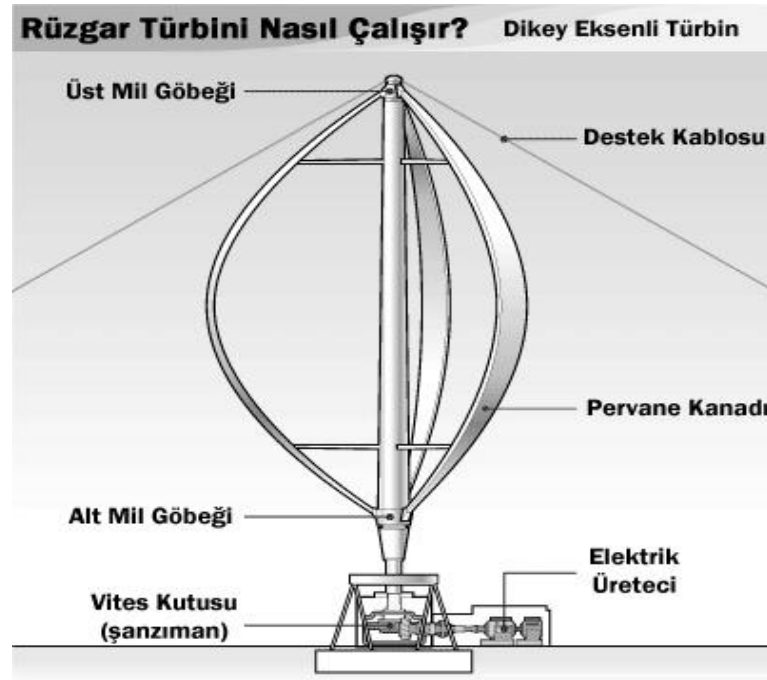 Rüzgar Türbini Nasıl Çalışır? Dikey Eksenli Türbin
Üst Mil Göbeği
Destek Kablosu
Pervane Kanadı
Alt Mil Göbeği
Elektrik
Üreteci
Vites Kutusu
(şanzıman)